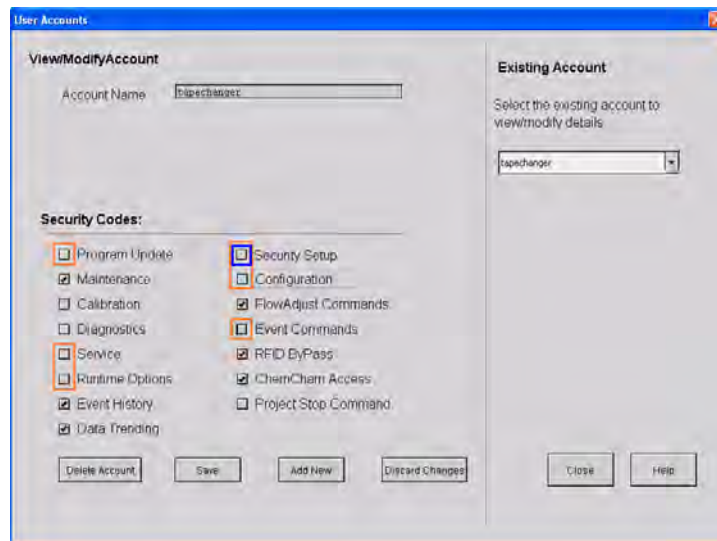 User Accounts
View/ModifyAccount
Account Name tapechanger
Security Codes:
Program Update
Maintenance
Calibration
Diagnostics
Service
Runtime Options
Event History
Data Trending
Security Setup
Configuration
FlowAdjust Commands
Event Commands
RFID ByPass
ChemCham Access
Project Stop Command
Delete Account
Save
Add New
Discard Changes
Existing Account
Select the existing account to
view/modify details
tapechanger
Close
Help